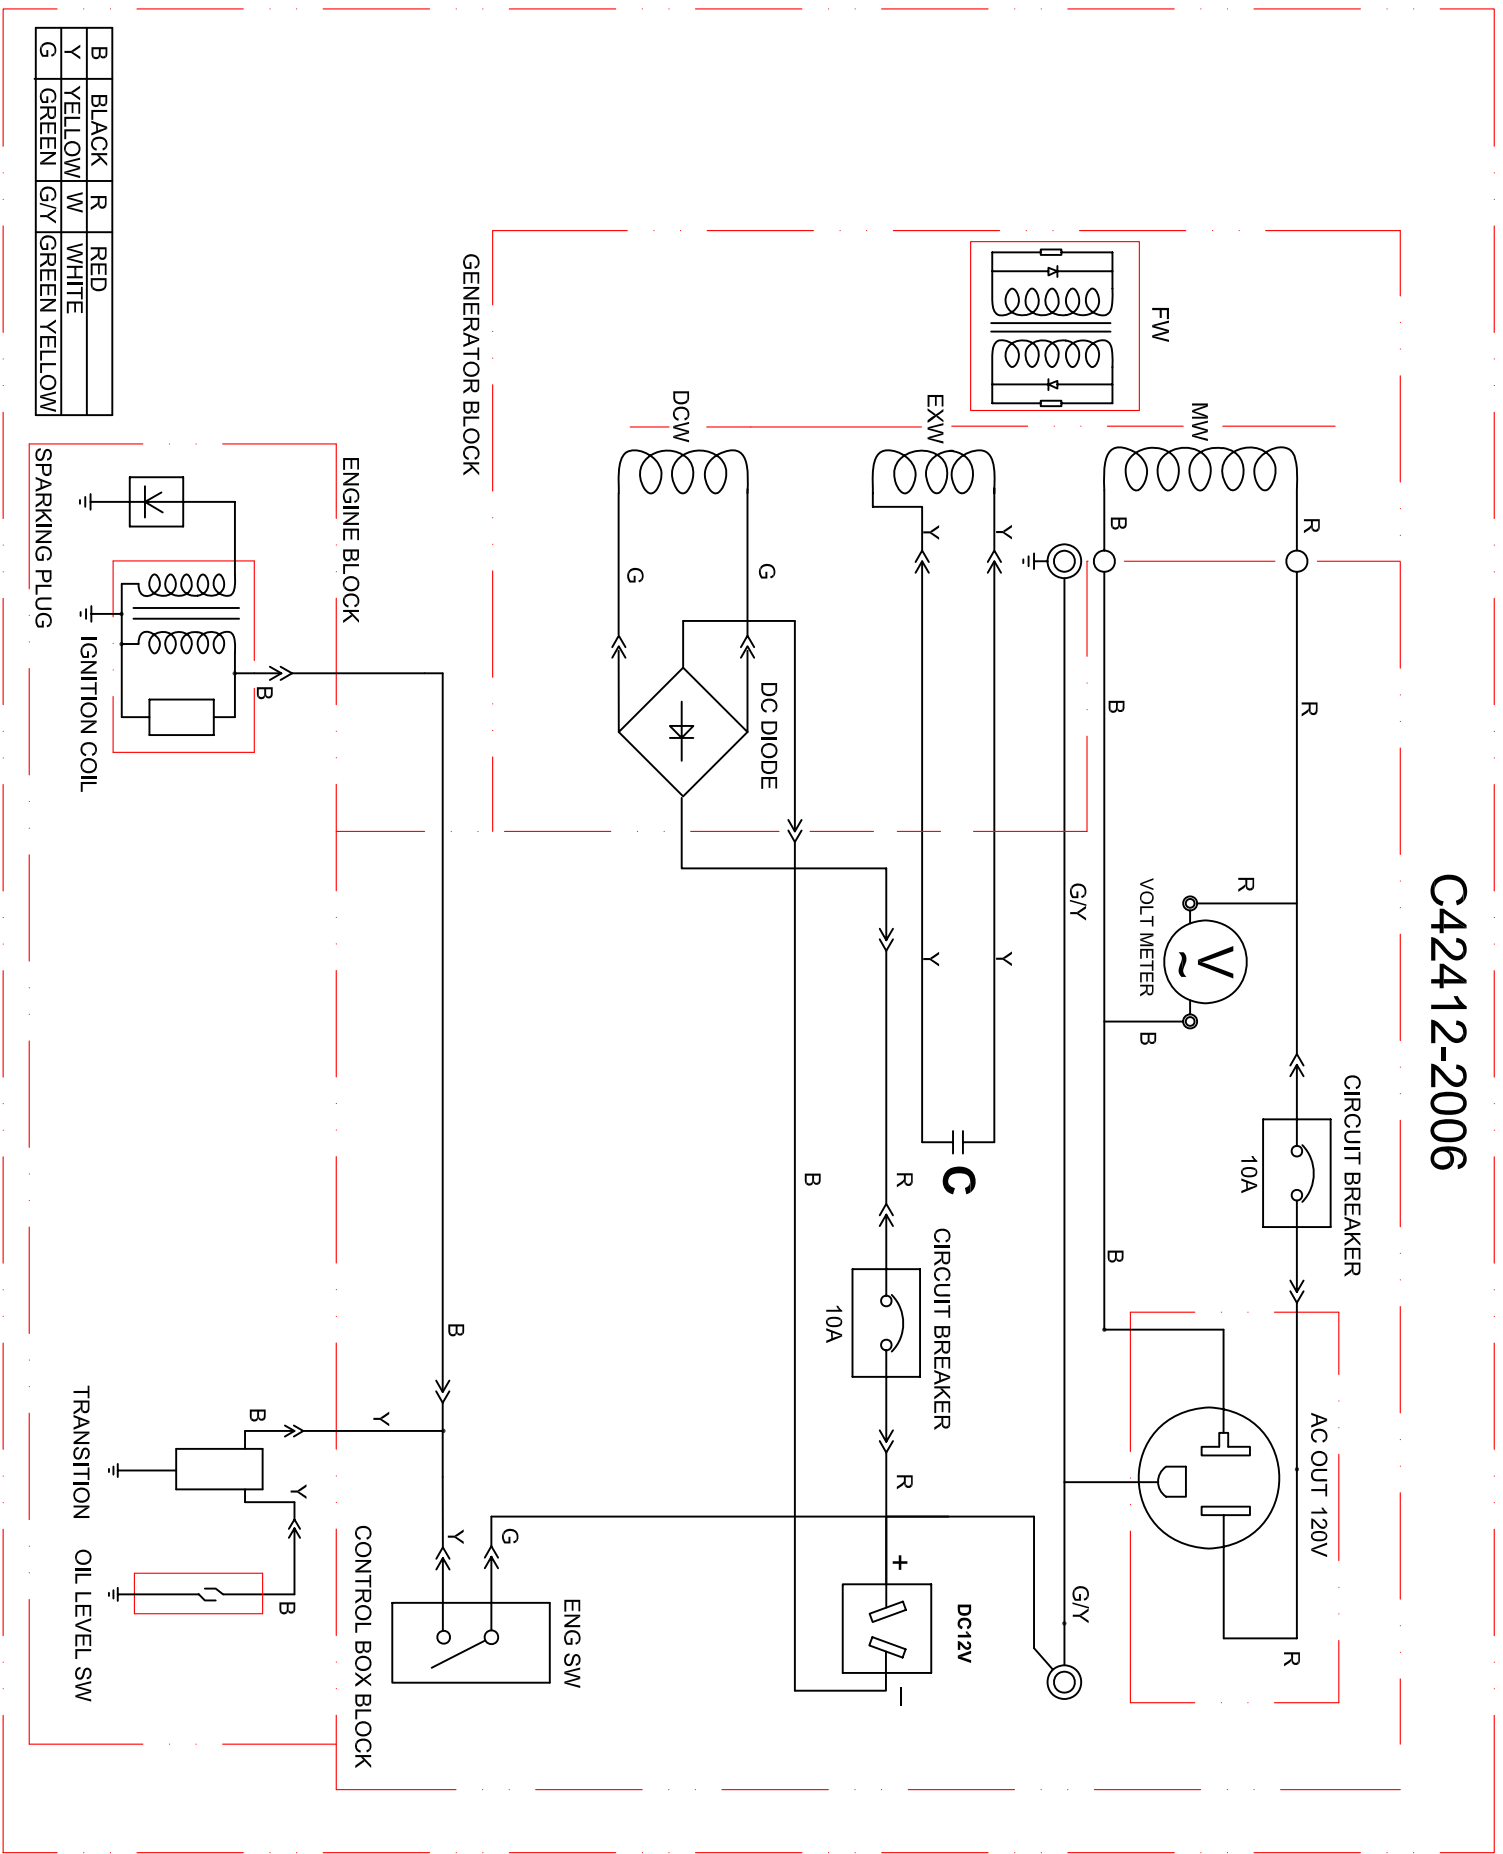 C42412-2006
FW
MW
EXW
DCW
GENERATOR BLOCK
R
B
Y
Y
G
G
R
B
DC DIODE
R
VOLT METER
V
~
B
G/Y
Y
Y
CIRCUIT BREAKER
10A
C
R
B
B
CIRCUIT BREAKER
10A
AC OUT 120V
R
R
+
−
DC12V
G/Y
G
Y
ENG SW
CONTROL BOX BLOCK
ENGINE BLOCK
B
B
Y
B
Y
B
SPARKING PLUG
IGNITION COIL
TRANSITION
OIL LEVEL SW
B BLACK R RED
Y YELLOW W WHITE
G GREEN G/Y GREEN YELLOW